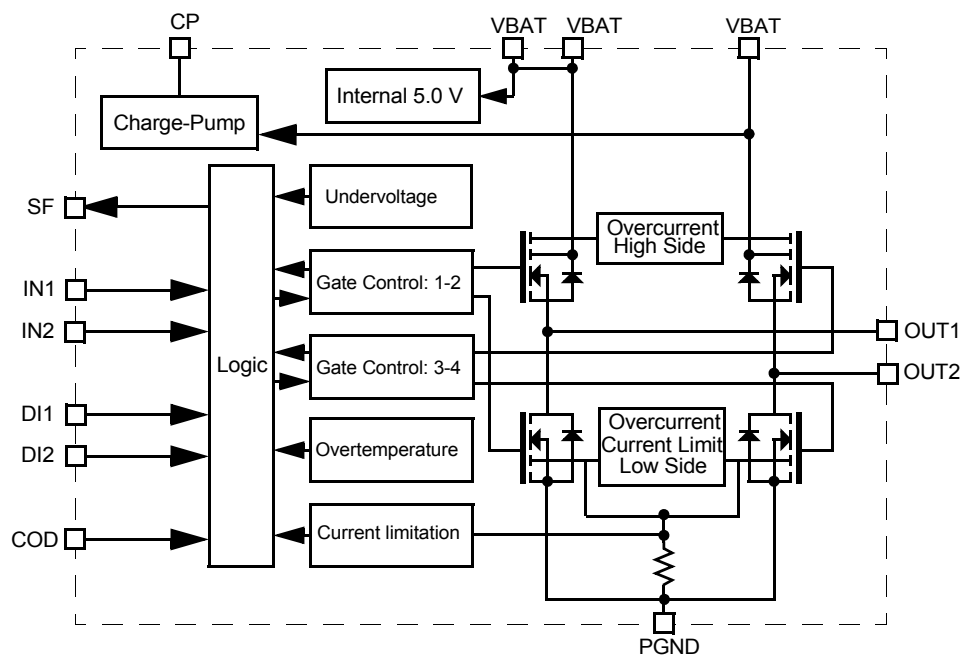 CP
VBAT
VBAT
VBAT
Internal 5.0 V
Charge-Pump
SF
Undervoltage
Overcurrent
High Side
IN1
Gate Control: 1-2
IN2
OUT1
Logic
Gate Control: 3-4
OUT2
DI1
DI2
Overtemperature
Overcurrent
Current Limit
Low Side
COD
Current limitation
PGND